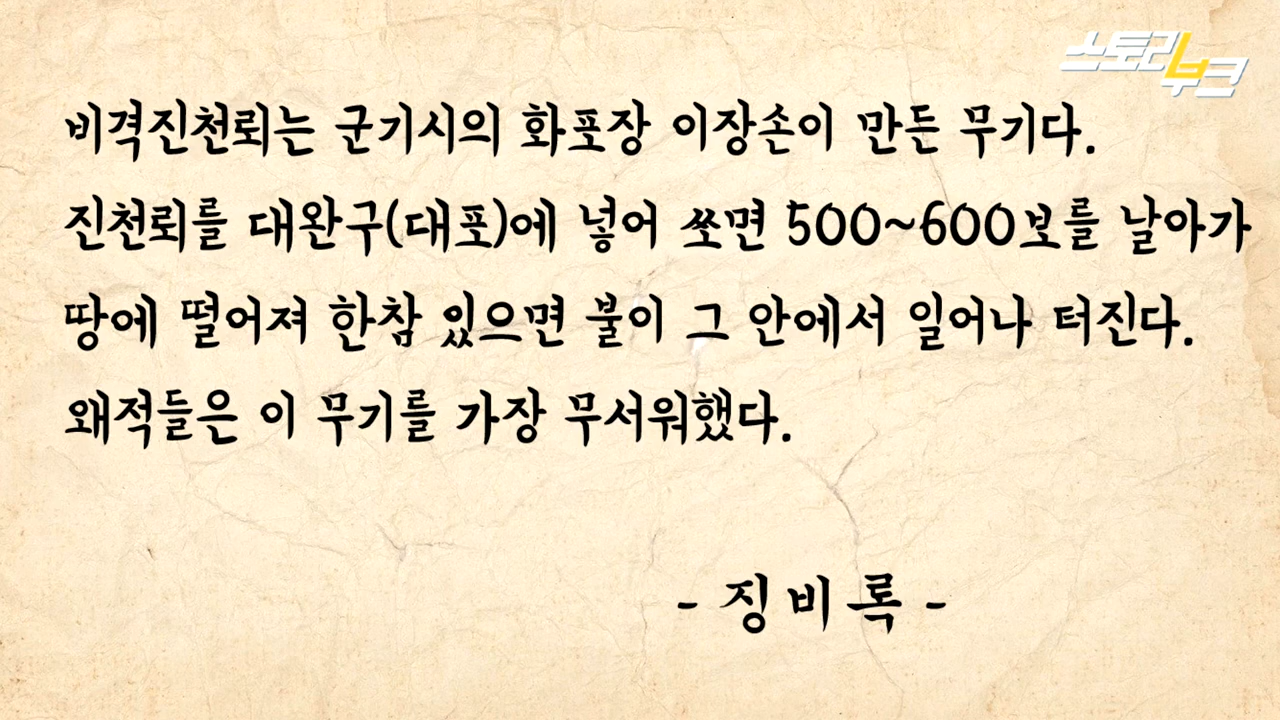 스토리북크
비격진천뢰는 군기시의 화포장 이장손이 만든 무기다.
진천뢰를 대완구(대포)에 넣어 쏘면 500~600보를 날아가
땅에 떨어져 한참 있으면 불이 그 안에서 일어나 터진다.
왜적들은 이 무기를 가장 무서워했다.
- 징비록 -